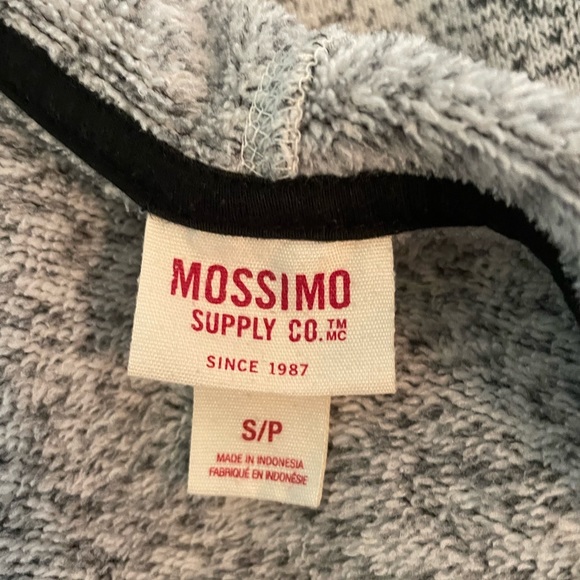 MOSSIMO
SUPPLY CO.™ MC
SINCE 1987
S/P
MADE IN INDONESIA
FABRIQUÉ EN INDONÉSIE